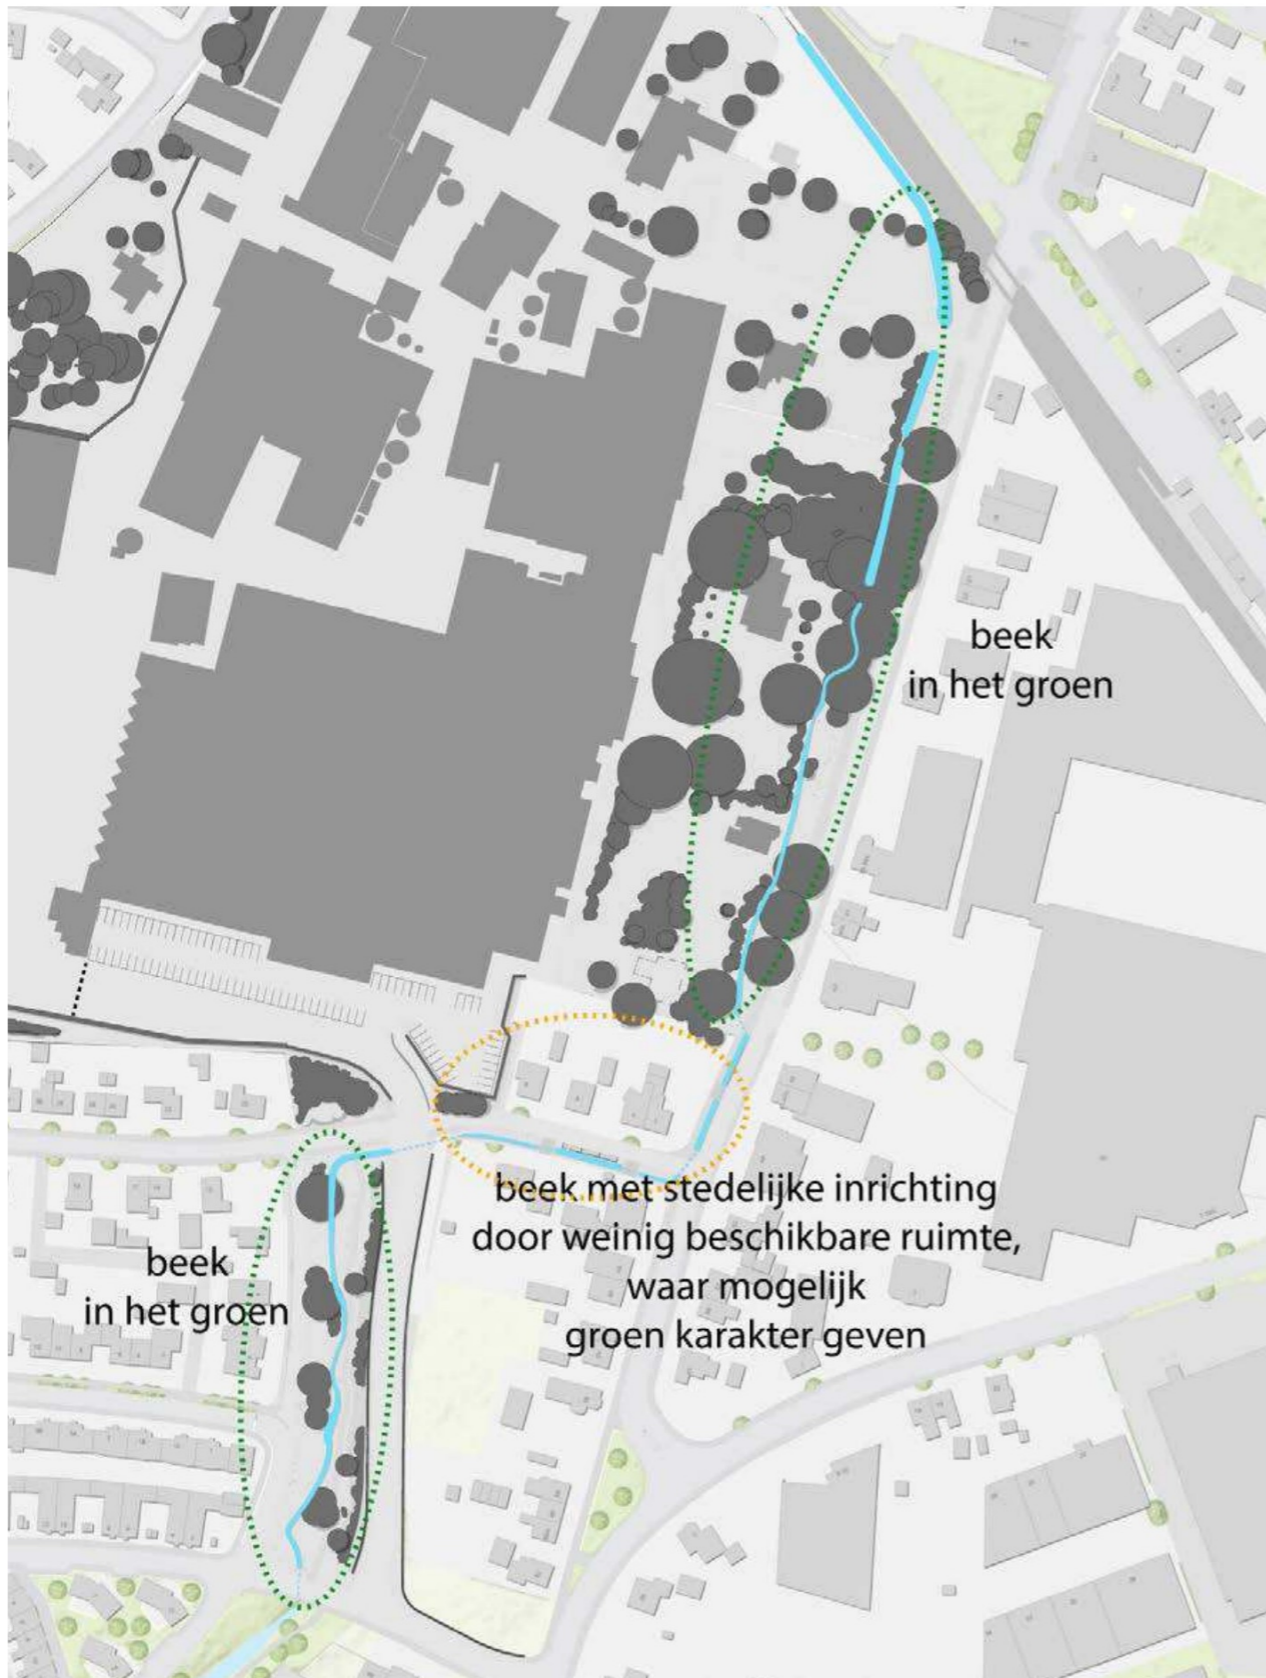 beek
in het groen
beek met stedelijke inrichting
door weinig beschikbare ruimte,
waar mogelijk
groen karakter geven
beek
in het groen